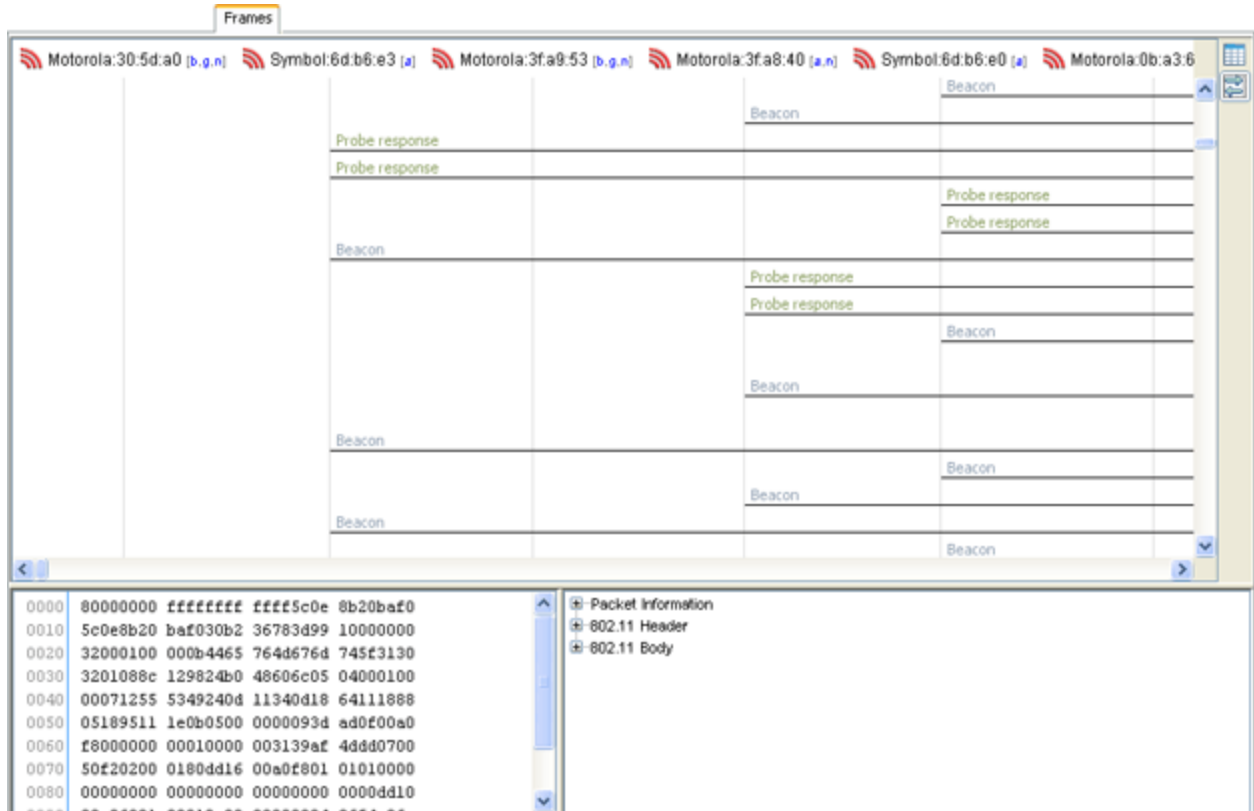 Frames
Motorola:30:5d:a0 [b,g,n] Symbol:6d:b6:e3 [a] Motorola:3f:a9:53 [b,g,n] Motorola:3f:a8:40 [a,n] Symbol:6d:b6:e0 [a] Motorola:0b:a3:6
Beacon
Beacon
Probe response
Probe response
Probe response
Probe response
Beacon
Probe response
Probe response
Beacon
Beacon
Beacon
Beacon
Beacon
Beacon
Beacon
0000 80000000 ffffffff ffff5c0e 8b20baf0
0010 5c0e8b20 baf030b2 36783d99 10000000
0020 32000100 000b4465 764d676d 745f3130
0030 3201088c 129824b0 48606c05 04000100
0040 00071255 5349240d 11340d18 64111888
0050 05189511 1e0b0500 0000093d ad0f00a0
0060 f8000000 00010000 003139af 4ddd0700
0070 50f20200 0180dd16 00a0f801 01010000
0080 00000000 00000000 00000000 0000dd10
Packet Information
802.11 Header
802.11 Body